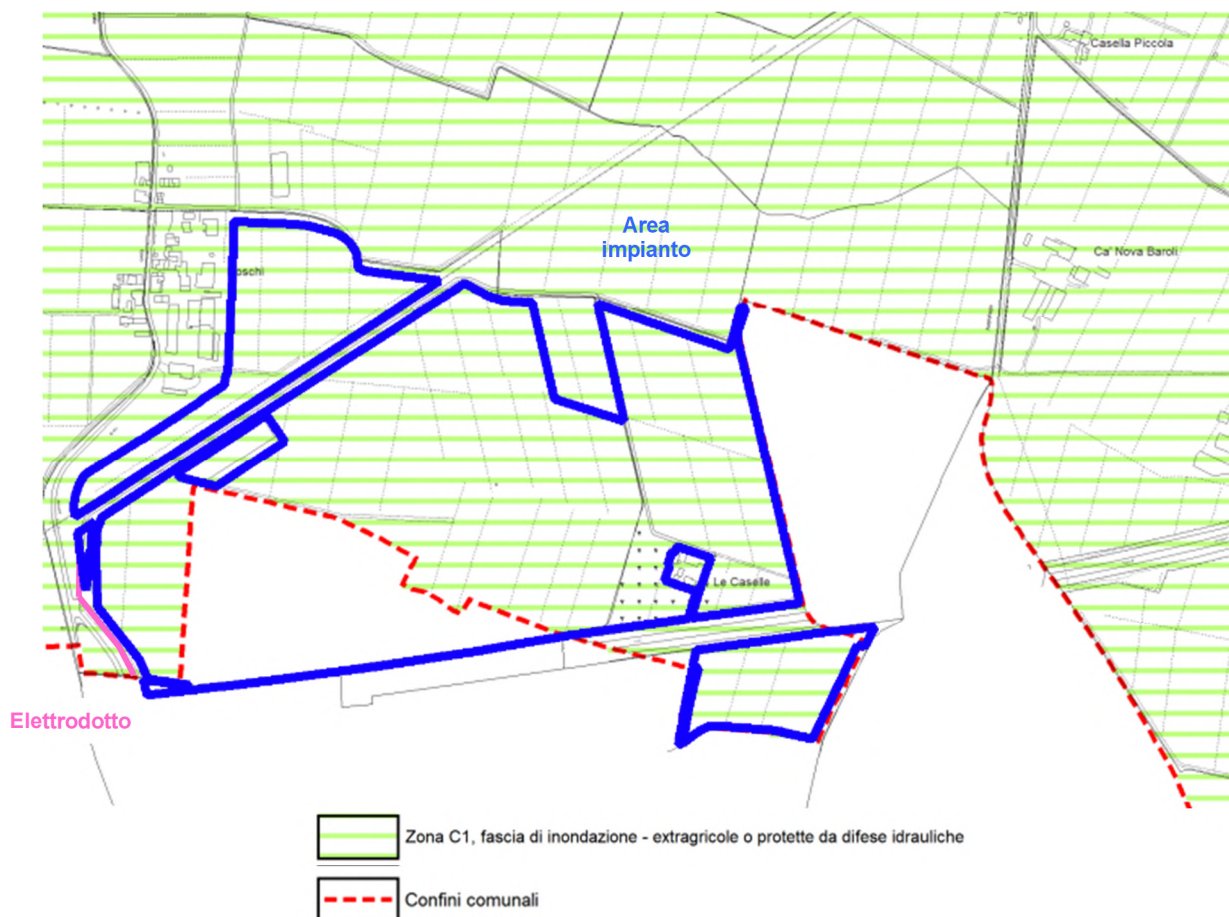 Casella Piccola
Area
impianto
Ca' Nova Baroli
oschi
Le Caselle
Elettrodotto
Zona C1, fascia di inondazione - extragricole o protette da difese idrauliche
Confini comunali